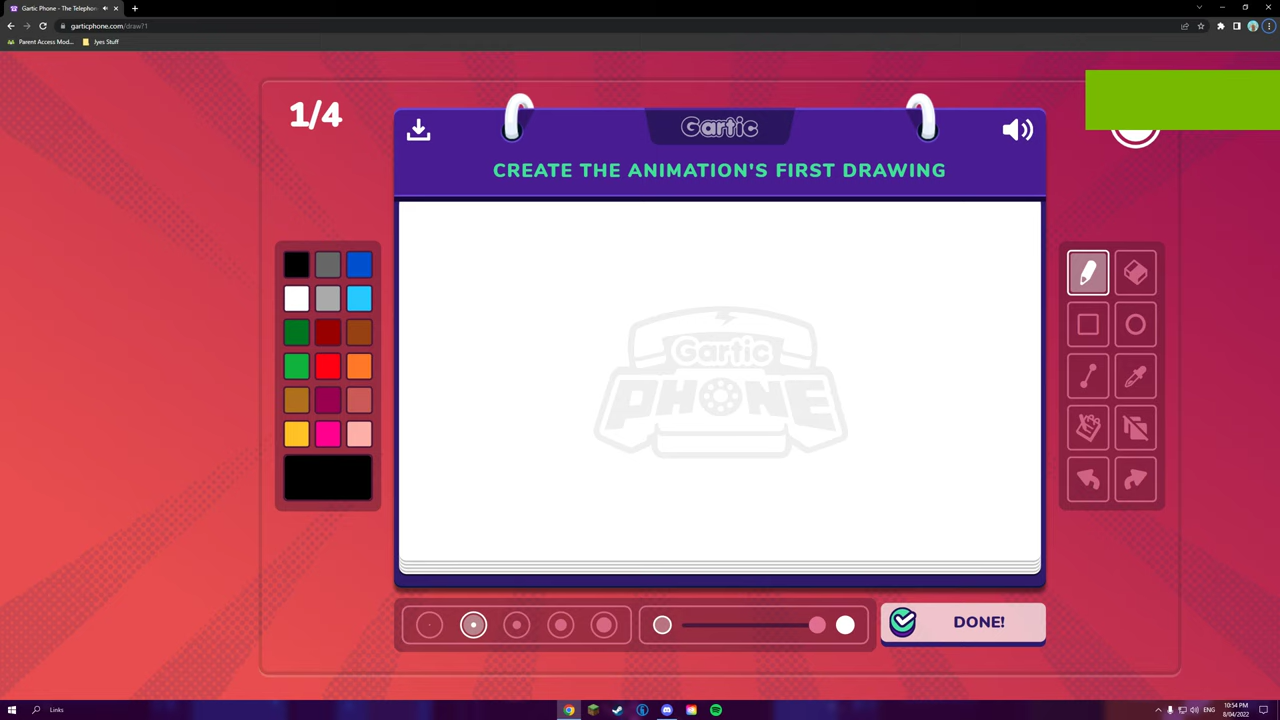 Gartic Phone - The Telephon
garticphone.com/draw71
Parent Access Mod...
Jyes Stuff
1/4
Gartic
CREATE THE ANIMATION'S FIRST DRAWING
Gartic
PHONE
DONE!
Links
ENG
10:54 PM
8/04/2022